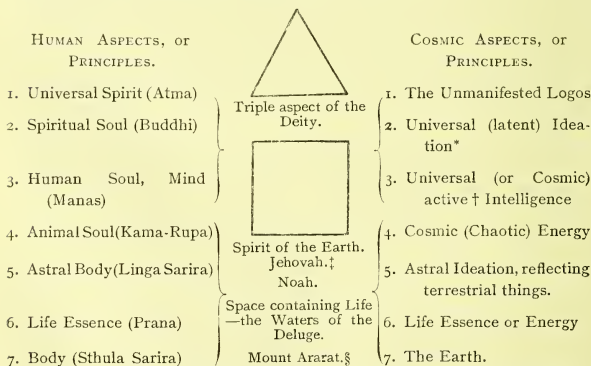 HUMAN ASPECTS, OR
PRINCIPLES.
1. Universal Spirit (Atma)
2. Spiritual Soul (Buddhi)
3. Human Soul, Mind
(Manas)
4. Animal Soul (Kama-Rupa)
5. Astral Body (Linga Sarira)
6. Life Essence (Prana)
7. Body (Sthula Sarira)
Triple aspect of the
Deity.
Spirit of the Earth.
Jehovah.‡
Noah.
Space containing Life
—the Waters of the
Deluge.
Mount Ararat.§
COSMIC ASPECTS, OR
PRINCIPLES.
1. The Unmanifested Logos
2. Universal (latent) Idea-
tion*
3. Universal (or Cosmic)
active † Intelligence
4. Cosmic (Chaotic) Energy
5. Astral Ideation, reflecting
terrestrial things.
6. Life Essence or Energy
7. The Earth.